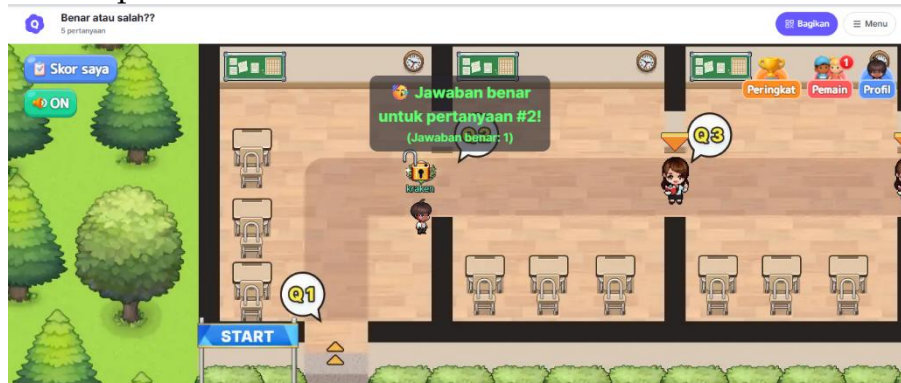 Benar atau salah??
5 pertanyaan
Bagikan
Menu
Skor saya
ON
Peringkat
Pemain
1
Profil
🥳 Jawaban benar
untuk pertanyaan #2!
(Jawaban benar: 1)
Q3
kraken
Q1
START